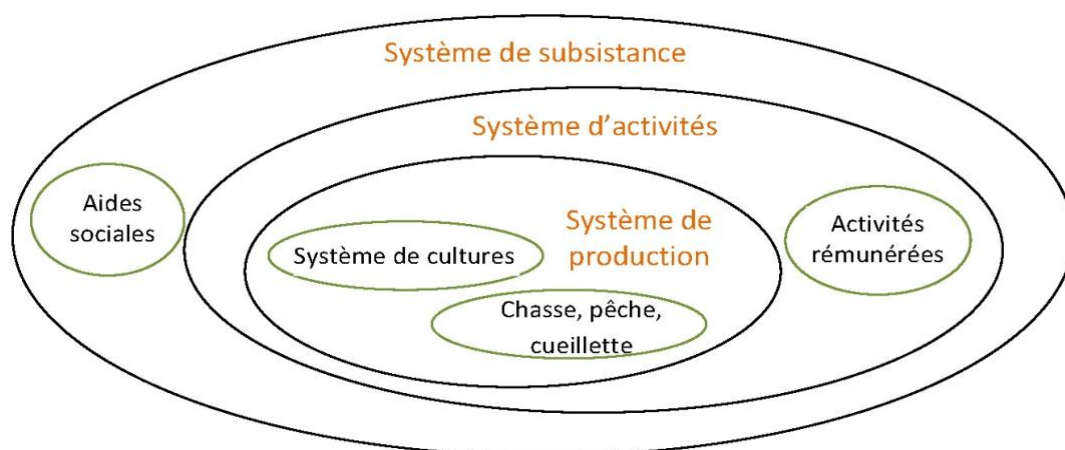 Système de subsistance
Système d'activités
Aides
sociales
Système de
production
Activités
rémunérées
Système de cultures
Chasse, pêche,
cueillette